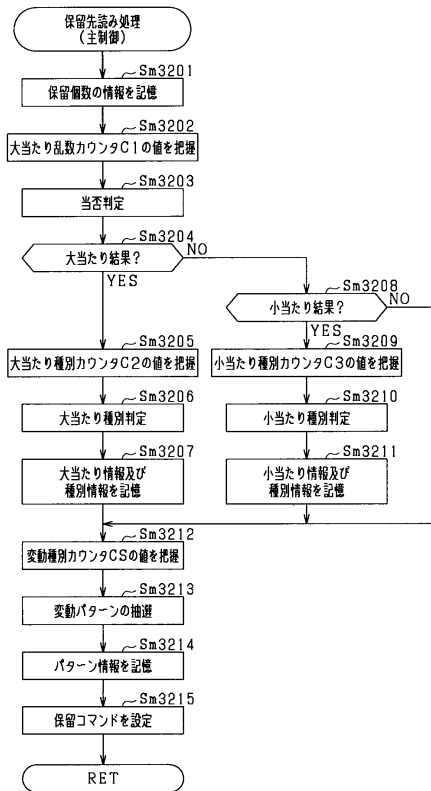 保留先読み処理
(主制御)
Sm3201
保留個数の情報を記憶
Sm3202
大当たり乱数カウンタC1の値を把握
Sm3203
当否判定
Sm3204
大当たり結果?
NO
YES
Sm3208
小当たり結果?
NO
YES
Sm3205
大当たり種別カウンタC2の値を把握
Sm3209
小当たり種別カウンタC3の値を把握
Sm3206
大当たり種別判定
Sm3210
小当たり種別判定
Sm3207
大当たり情報及び
種別情報を記憶
Sm3211
小当たり情報及び
種別情報を記憶
Sm3212
変動種別カウンタCSの値を把握
Sm3213
変動パターンの抽選
Sm3214
パターン情報を記憶
Sm3215
保留コマンドを設定
RET